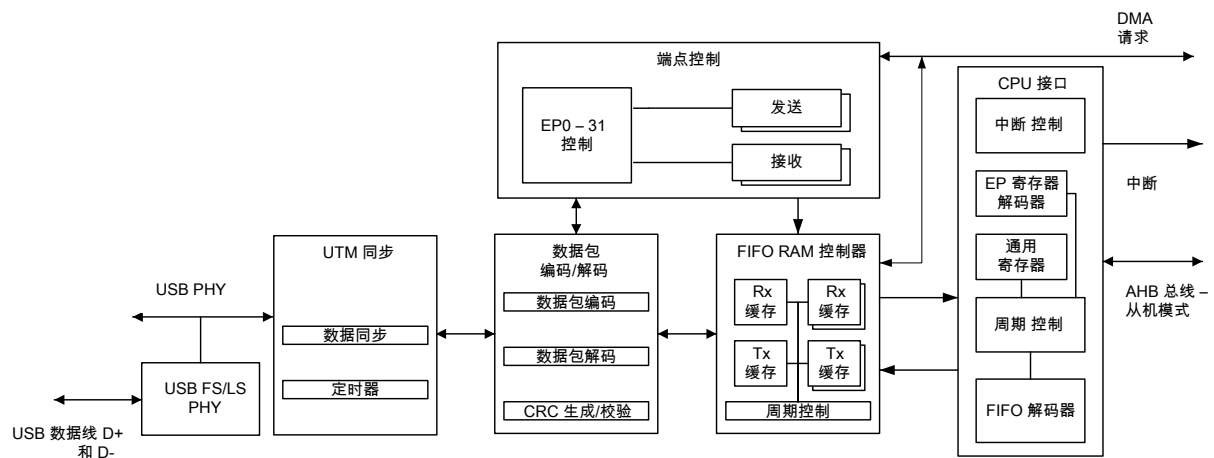 DMA
请求
端点控制
EP0 – 31
控制
发送
接收
CPU 接口
中断 控制
中断
EP 寄存器
解码器
通用
寄存器
周期 控制
FIFO 解码器
AHB 总线 –
从机模式
UTM 同步
数据同步
定时器
数据包
编码/解码
数据包编码
数据包解码
CRC 生成/校验
FIFO RAM 控制器
Rx
缓存
Rx
缓存
Tx
缓存
Tx
缓存
周期控制
USB PHY
USB FS/LS
PHY
USB 数据线 D+
和 D-